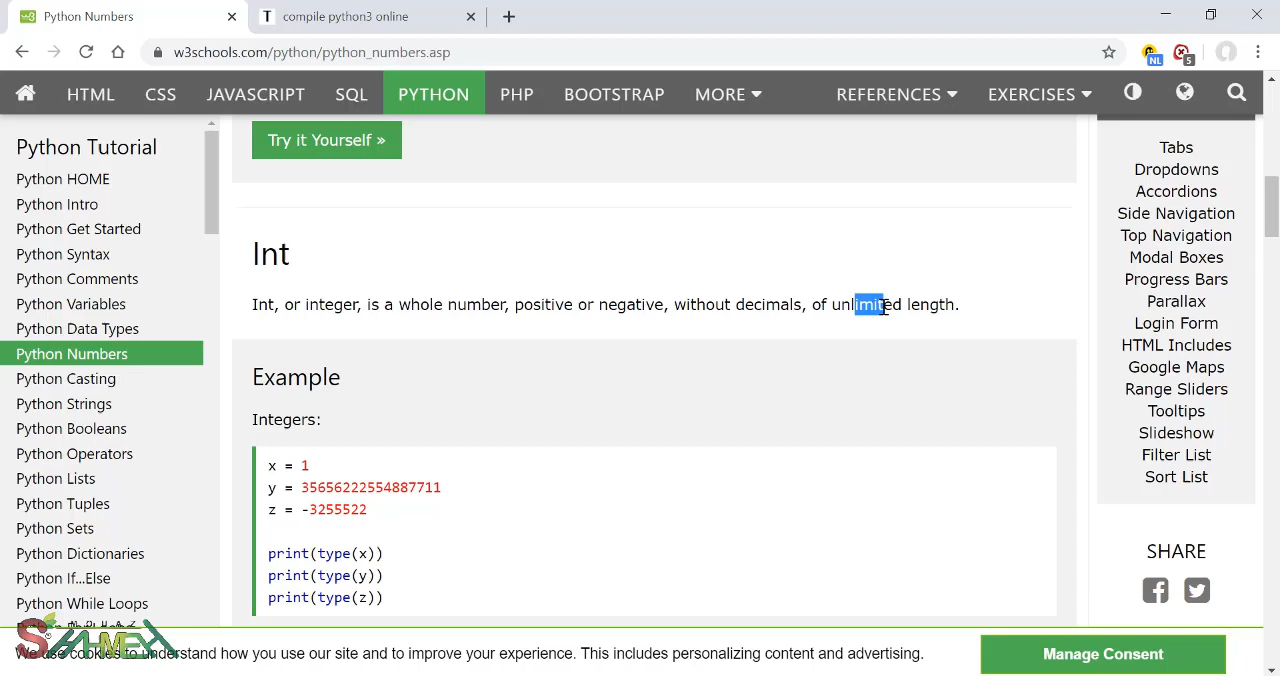 Python Numbers
compile python3 online
w3schools.com/python/python_numbers.asp
NL
5
HTML CSS JAVASCRIPT SQL PYTHON PHP BOOTSTRAP MORE REFERENCES EXERCISES
Python Tutorial
Python HOME
Python Intro
Python Get Started
Python Syntax
Python Comments
Python Variables
Python Data Types
Python Numbers
Python Casting
Python Strings
Python Booleans
Python Operators
Python Lists
Python Tuples
Python Sets
Python Dictionaries
Python If...Else
Python While Loops
Try it Yourself »
Int
Int, or integer, is a whole number, positive or negative, without decimals, of unlimited length.
Example
Integers:
x = 1
y = 35656222554887711
z = -3255522
print(type(x))
print(type(y))
print(type(z))
Tabs
Dropdowns
Accordions
Side Navigation
Top Navigation
Modal Boxes
Progress Bars
Parallax
Login Form
HTML Includes
Google Maps
Range Sliders
Tooltips
Slideshow
Filter List
Sort List
SHARE
We use cookies to understand how you use our site and to improve your experience. This includes personalizing content and advertising.
Manage Consent